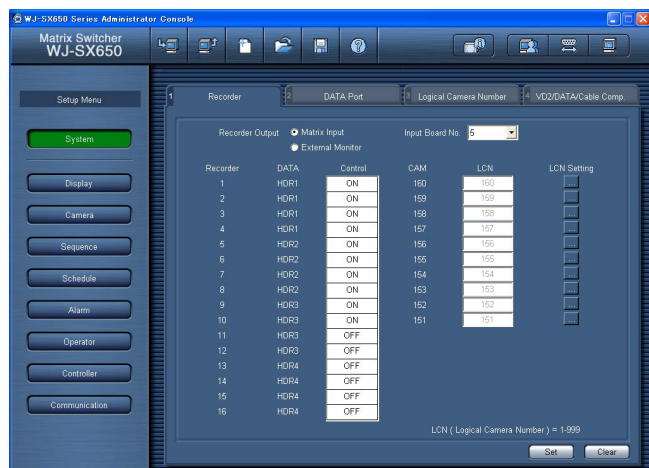 WJ-SX650 Series Administrator Console
Matrix Switcher
WJ-SX650
Setup Menu
System
Display
Camera
Sequence
Schedule
Alarm
Operator
Controller
Communication
1 Recorder
2 DATA Port
3 Logical Camera Number
4 VD2/DATA/Cable Comp.
Recorder Output Matrix Input Input Board No. 5
External Monitor
Recorder DATA Control CAM LCN LCN Setting
1 HDR1 ON 160 160 ...
2 HDR1 ON 159 159 ...
3 HDR1 ON 158 158 ...
4 HDR1 ON 157 157 ...
5 HDR2 ON 156 156 ...
6 HDR2 ON 155 155 ...
7 HDR2 ON 154 154 ...
8 HDR2 ON 153 153 ...
9 HDR3 ON 152 152 ...
10 HDR3 ON 151 151 ...
11 HDR3 OFF
12 HDR3 OFF
13 HDR4 OFF
14 HDR4 OFF
15 HDR4 OFF
16 HDR4 OFF
LCN ( Logical Camera Number ) = 1-999
Set Clear